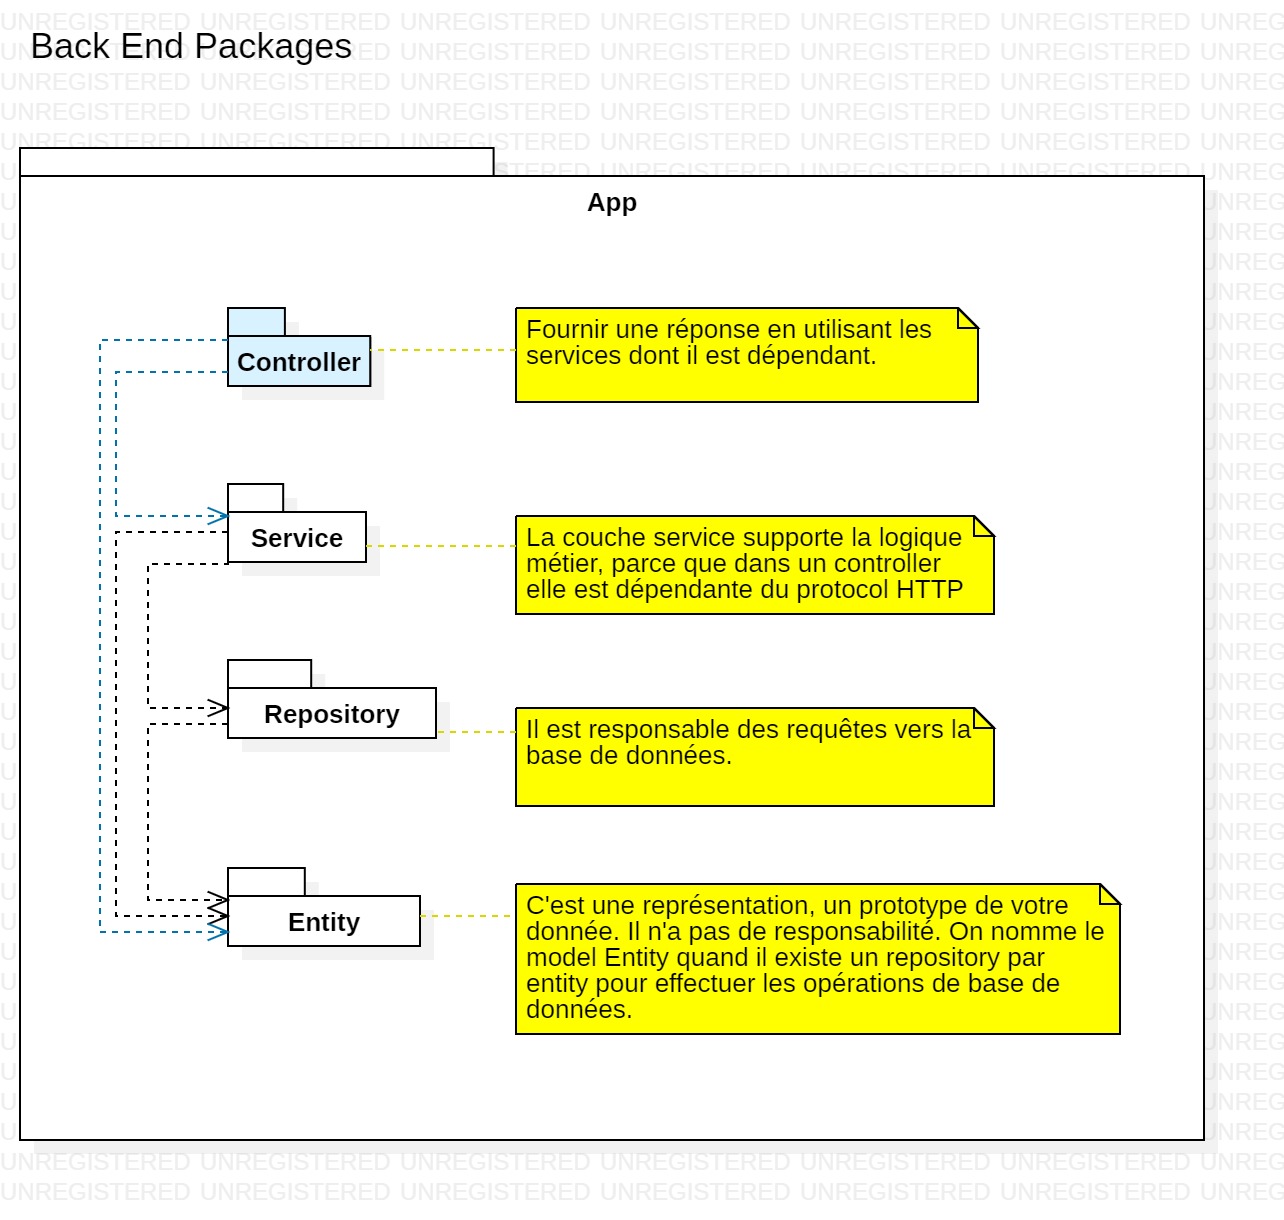 Back End Packages
App
Controller
Fournir une réponse en utilisant les
services dont il est dépendant.
Service
La couche service supporte la logique
métier, parce que dans un controller
elle est dépendante du protocol HTTP
Repository
Il est responsable des requêtes vers la
base de données.
Entity
C'est une représentation, un prototype de votre
donnée. Il n'a pas de responsabilité. On nomme le
model Entity quand il existe un repository par
entity pour effectuer les opérations de base de
données.
UNREGISTERED UNREGISTERED UNREGISTERED UNREGISTERED UNREGISTERED UNREGISTERED